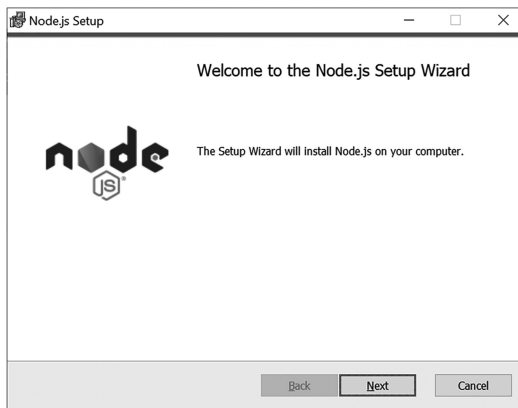 Node.js Setup
Welcome to the Node.js Setup Wizard
node
JS
®
The Setup Wizard will install Node.js on your computer.
Back Next Cancel